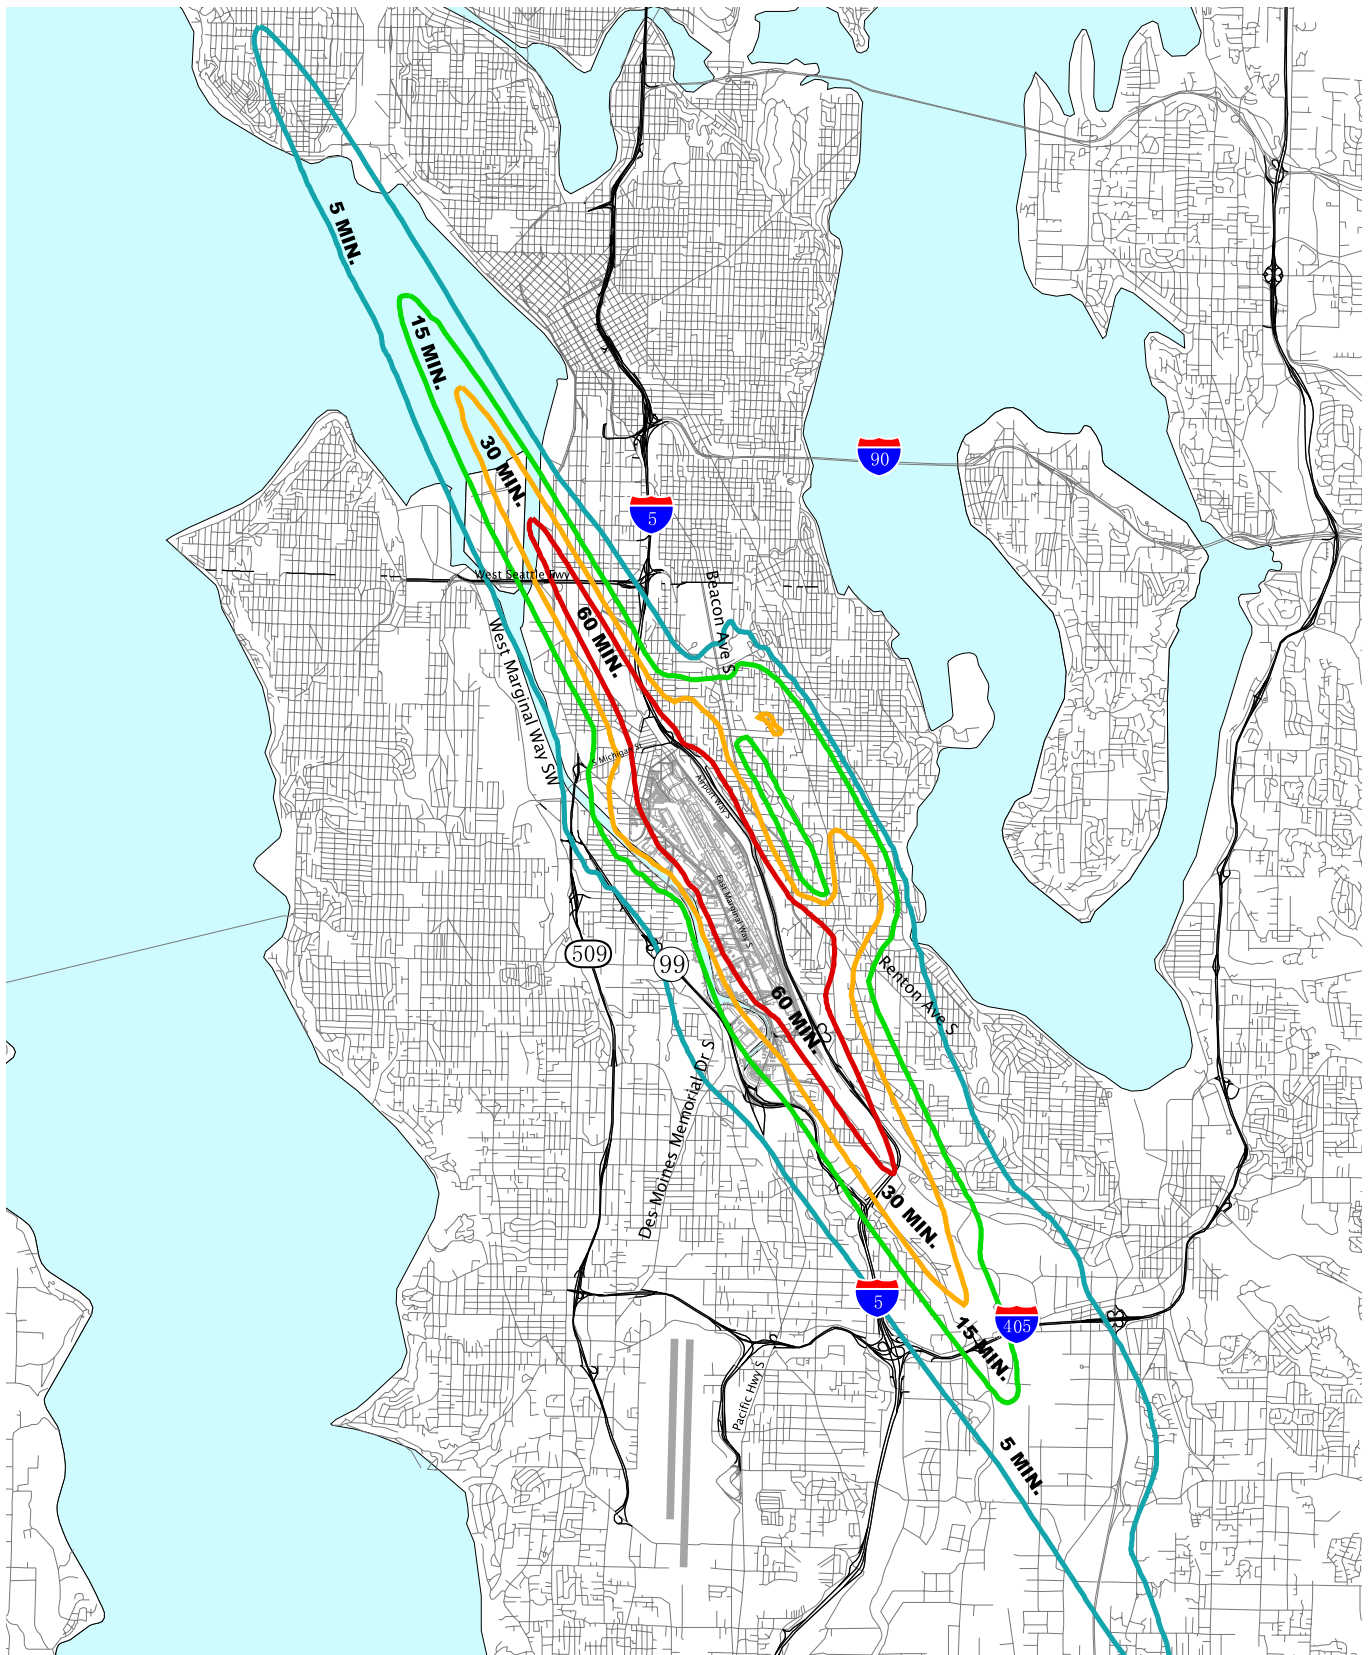 5 MIN.
15 MIN.
30 MIN.
90
5
West Seattle Fwy
Beacon Ave S
60 MIN.
West Marginal Way SW
S Michigan St
Airport Way S
East Marginal Way S
509
99
Renton Ave S
60 MIN.
Des Moines Memorial Dr S
30 MIN.
5
405
15 MIN.
Pacific Hwy S
5 MIN.